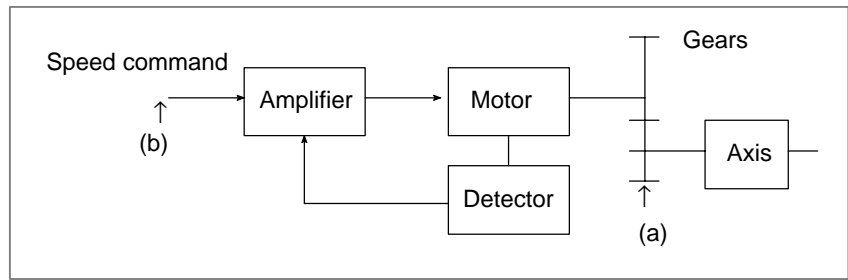 Gears
Speed command
Amplifier
Motor
(b)
Axis
Detector
(a)